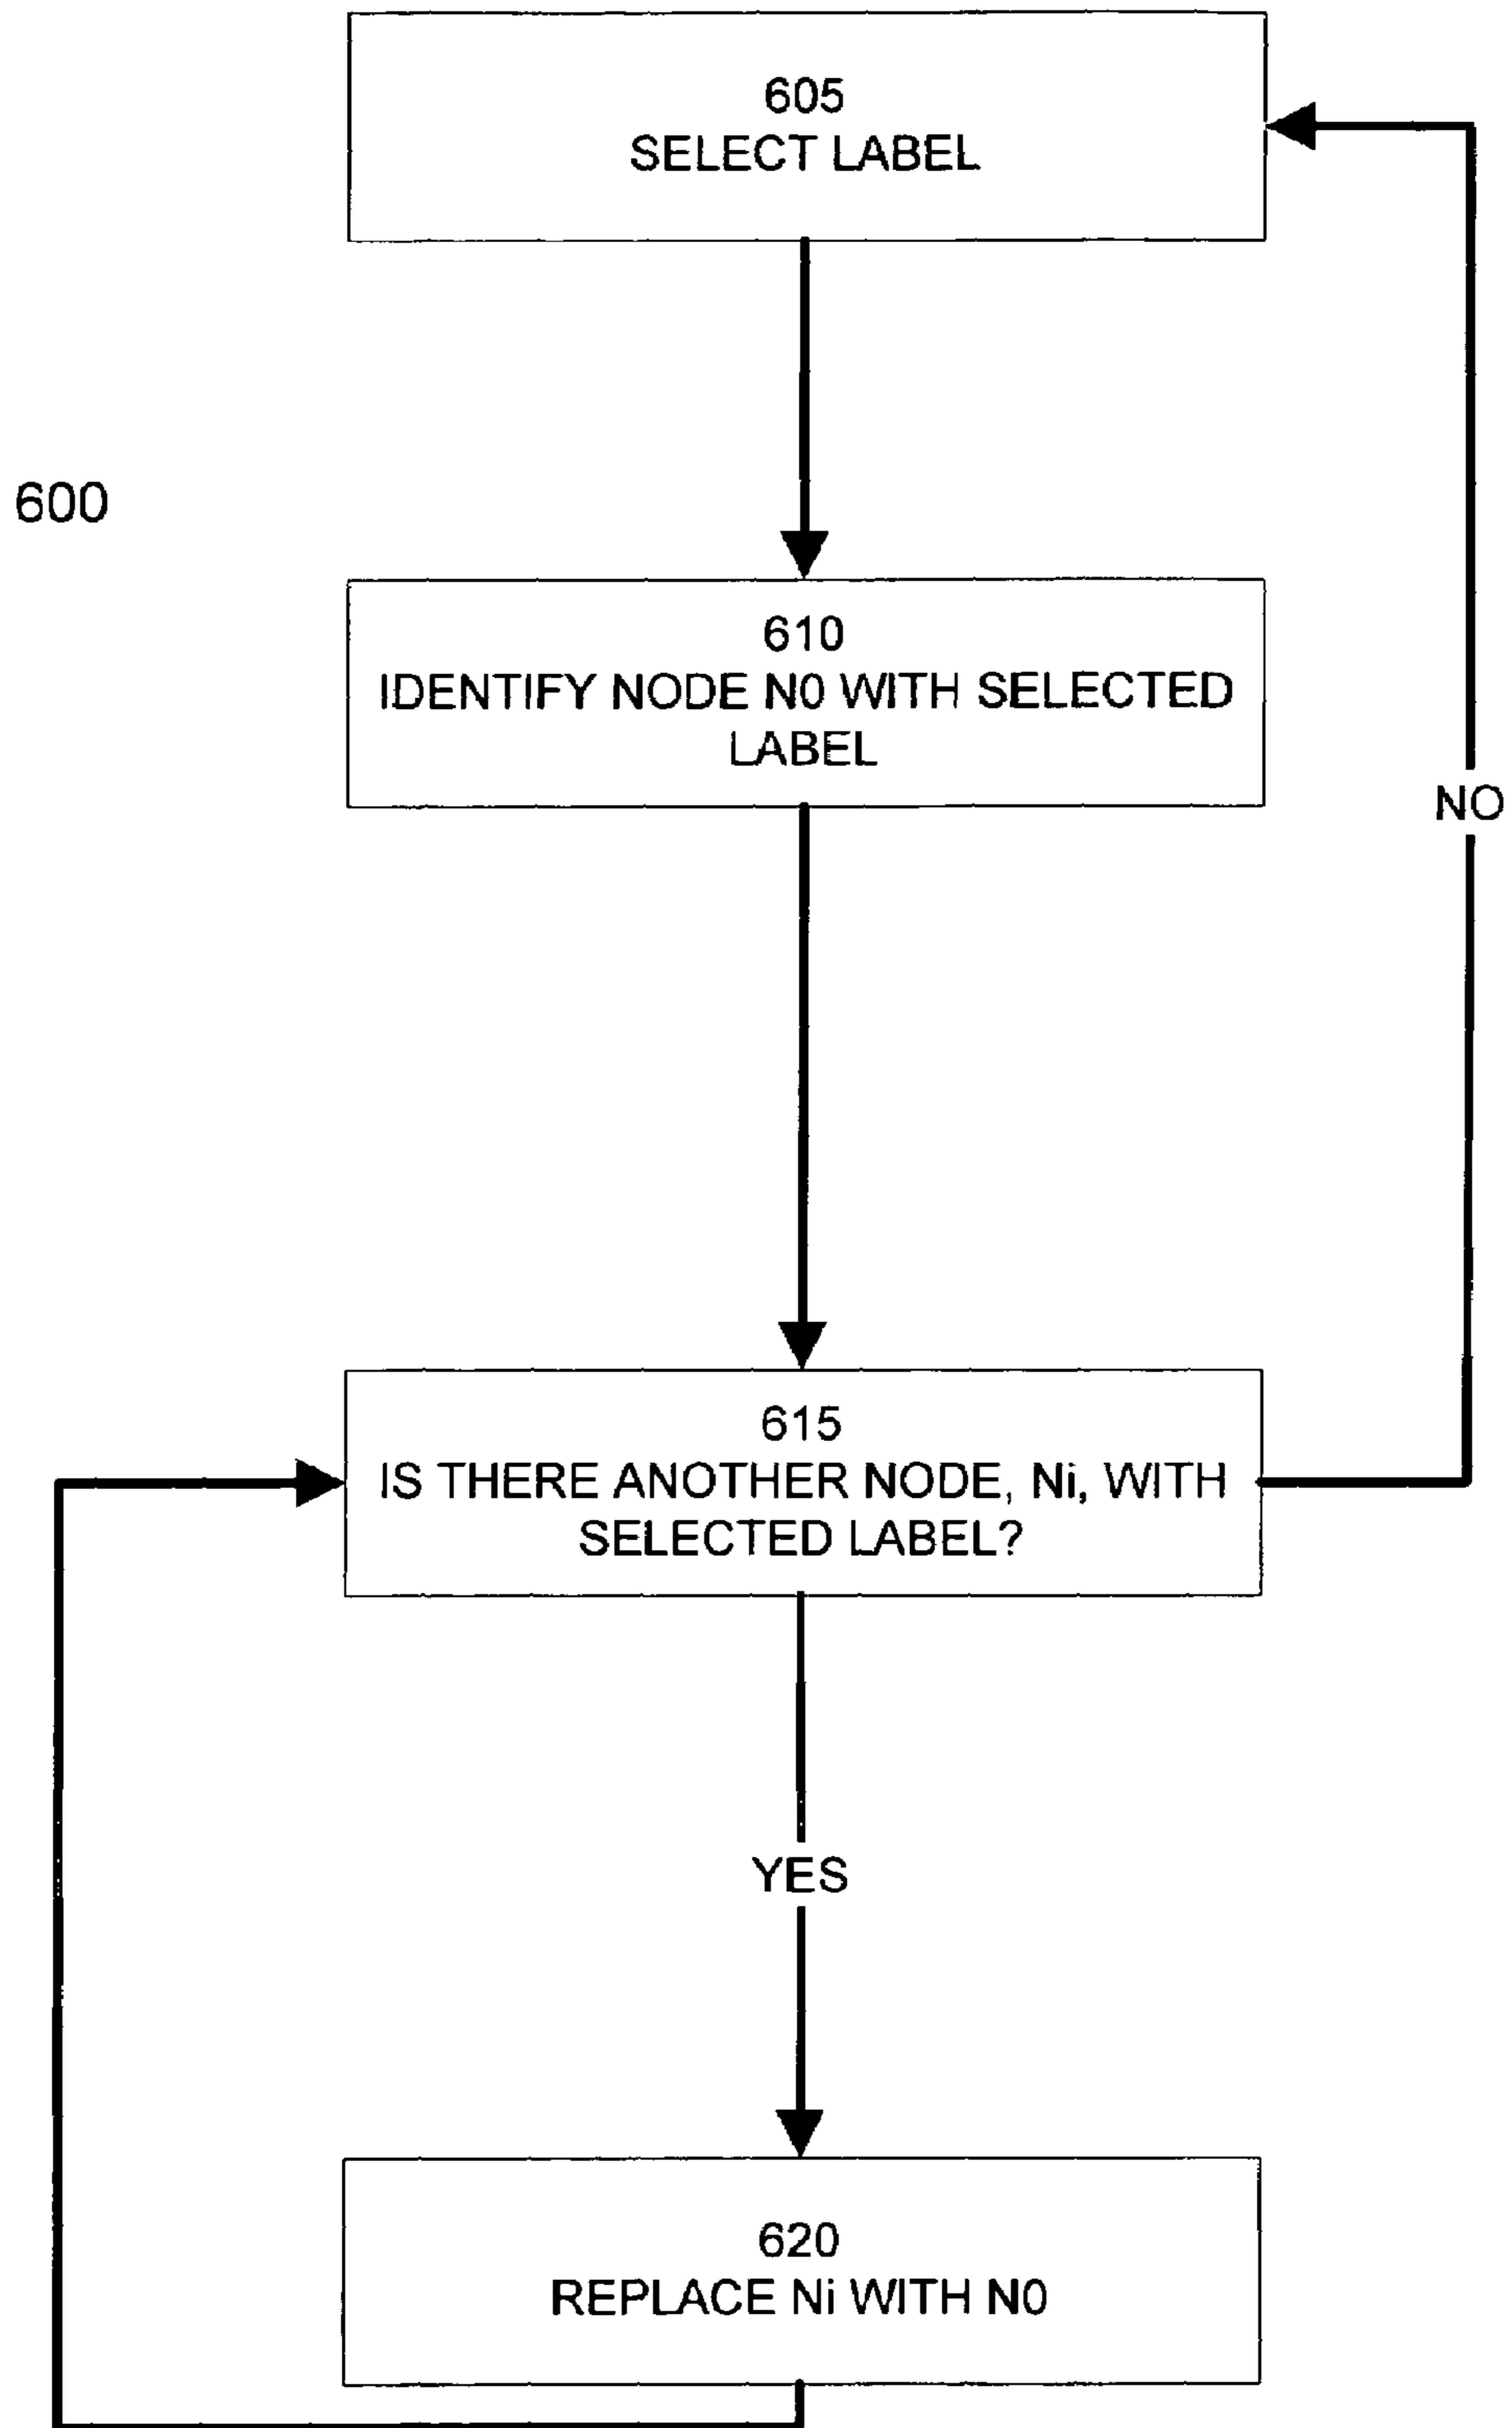 605
SELECT LABEL
600
610
IDENTIFY NODE N0 WITH SELECTED
LABEL
NO
615
IS THERE ANOTHER NODE, Ni, WITH
SELECTED LABEL?
YES
620
REPLACE Ni WITH N0